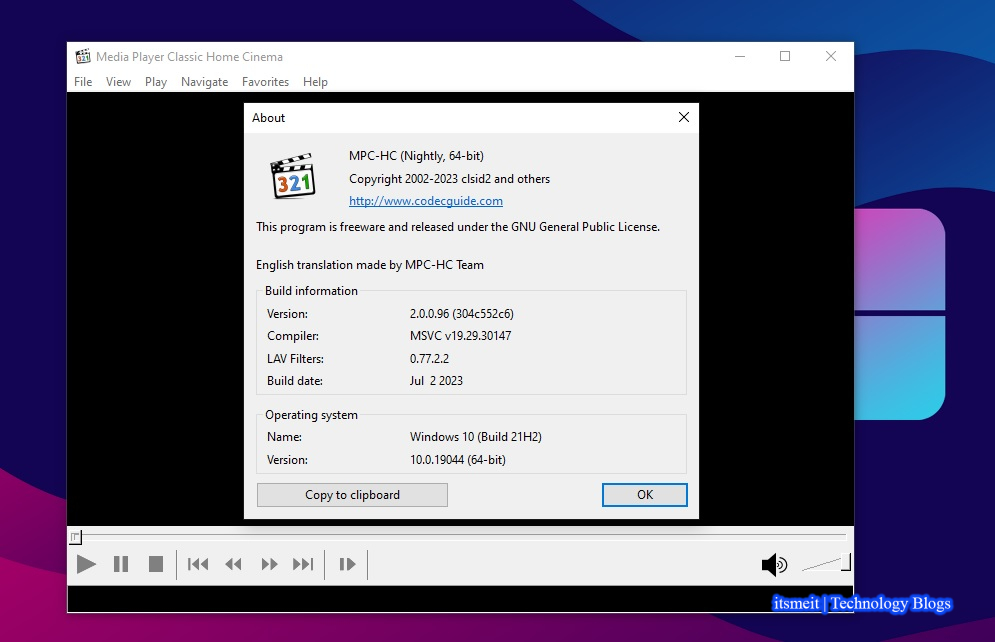 Media Player Classic Home Cinema
File View Play Navigate Favorites Help
About
321
MPC-HC (Nightly, 64-bit)
Copyright 2002-2023 clsid2 and others
http://www.codecguide.com
This program is freeware and released under the GNU General Public License.
English translation made by MPC-HC Team
Build information
Version: 2.0.0.96 (304c552c6)
Compiler: MSVC v19.29.30147
LAV Filters: 0.77.2.2
Build date: Jul  2 2023
Operating system
Name: Windows 10 (Build 21H2)
Version: 10.0.19044 (64-bit)
Copy to clipboard OK
itsmeit | Technology Blogs